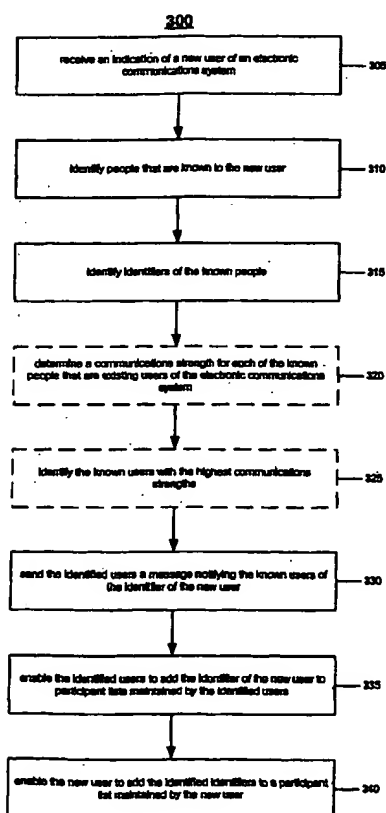 300
receive an indication of a new user of an electronic
communications system
305
identify people that are known to the new user
310
identify identifiers of the known people
315
determine a communications strength for each of the known
people that are existing users of the electronic communications
system
320
identify the known users with the highest communications
strengths
325
send the identified users a message notifying the known users of
the identifier of the new user
330
enable the identified users to add the identifier of the new user to
participant lists maintained by the identified users
335
enable the new user to add the identified identifiers to a participant
list maintained by the new user
340